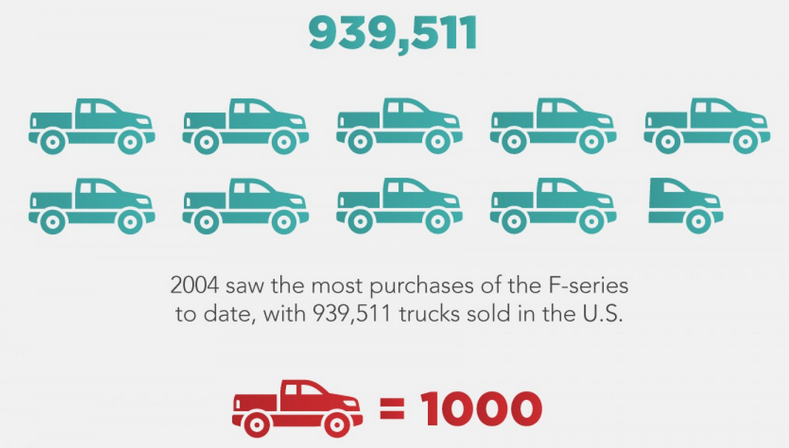 939,511
2004 saw the most purchases of the F-series
to date, with 939,511 trucks sold in the U.S.
= 1000